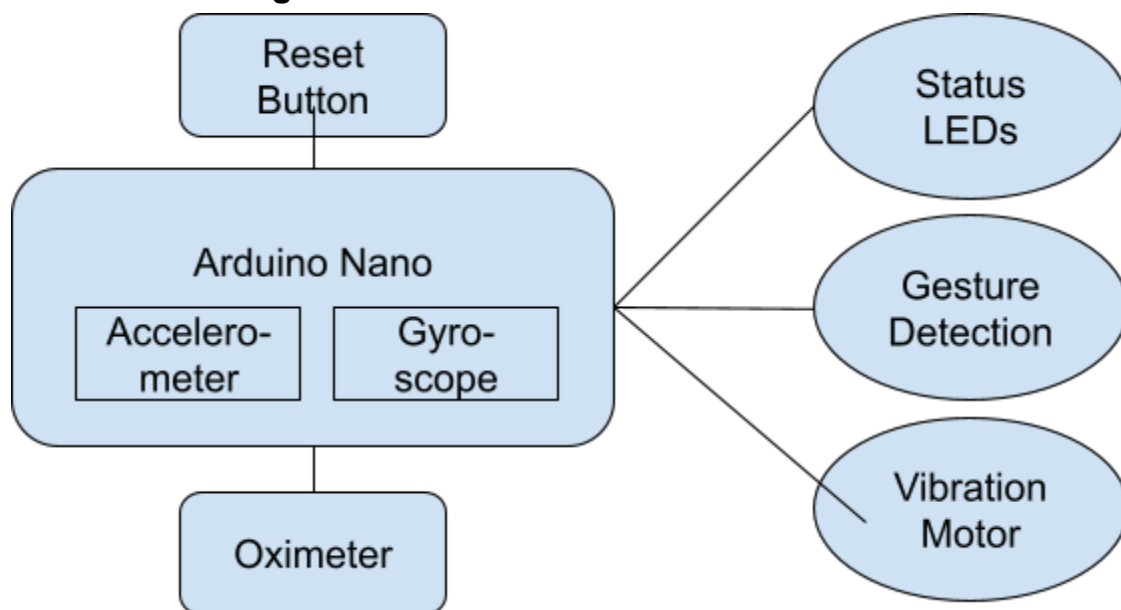 Reset
Button
Arduino Nano
Accelero-
meter
Gyro-
scope
Oximeter
Status
LEDs
Gesture
Detection
Vibration
Motor